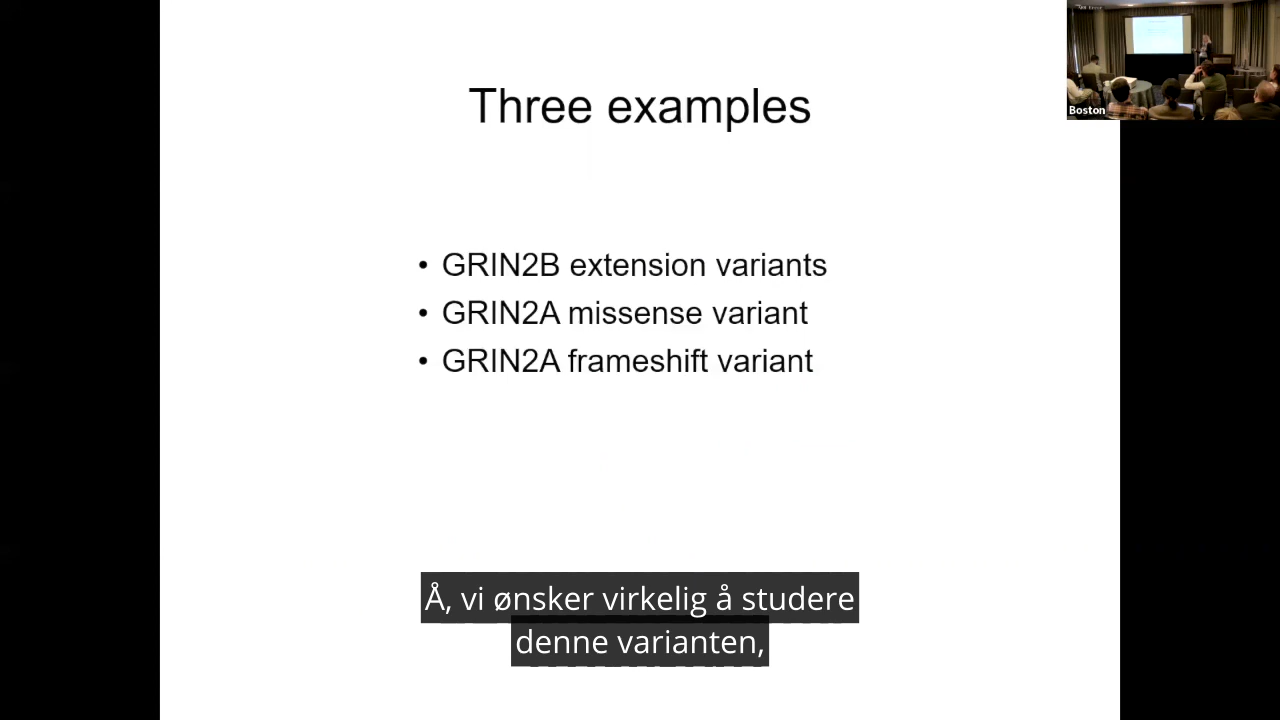 Three examples
• GRIN2B extension variants
• GRIN2A missense variant
• GRIN2A frameshift variant
Boston
Å, vi ønsker virkelig å studere
denne varianten,